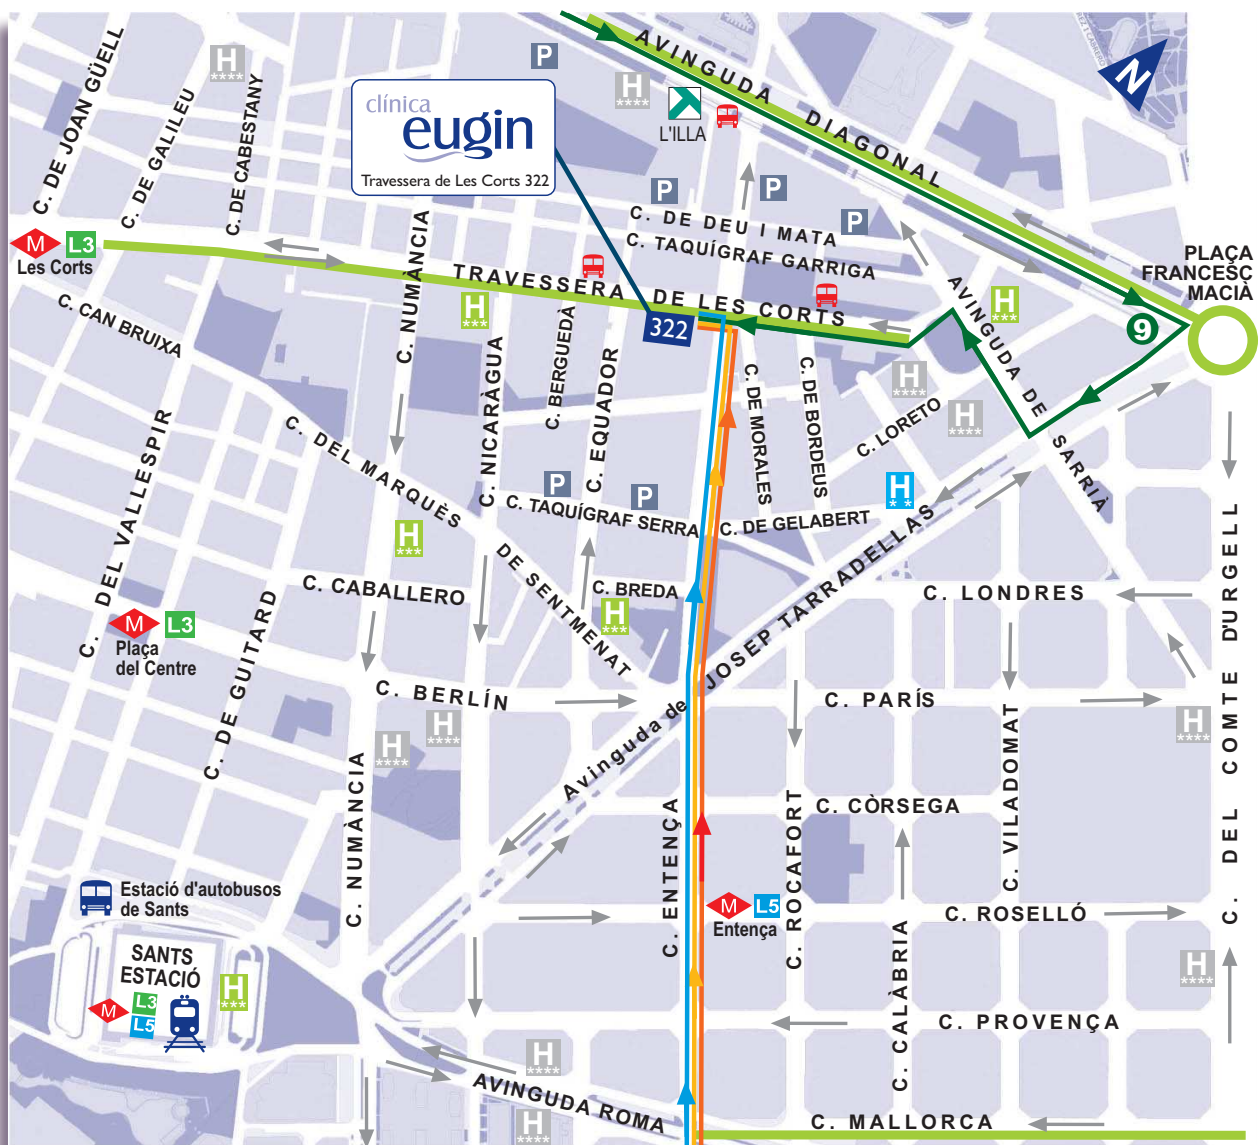 AVINGUDA DIAGONAL
N
P
H
****
H
****
L'ILLA
clínica
eugin
Travessera de Les Corts 322
C. DE JOAN GÜELL
C. DE GALILEU
C. DE CABESTANY
P
P
P
C. DE DEU I MATA
C. TAQUÍGRAF GARRIGA
M L3
Les Corts
C. NUMÀNCIA
TRAVESSERA DE LES CORTS
AVINGUDA DE SARRIÀ
PLAÇA
FRANCESC
MACIÀ
9
H
***
H
***
322
C. CAN BRUIXA
C. NICARÀGUA
C. BERGUEDÀ
C. EQUADOR
C. DE MORALES
C. DE BORDEUS
C. LORETO
H
****
H
****
C. DEL VALLESPIR
C. DEL MARQUÈS DE SENTMENAT
P
P
C. TAQUÍGRAF SERRA
C. DE GELABERT
H
**
H
***
C. CABALLERO
C. BREDA
H
***
Avinguda de JOSEP TARRADELLAS
C. LONDRES
C. DEL COMTE D'URGELL
M L3
Plaça
del Centre
C. DE GUITARD
C. BERLÍN
C. PARÍS
H
****
H
****
H
****
C. NUMÀNCIA
C. ENTENÇA
C. ROCAFORT
C. CÒRSEGA
C. VILADOMAT
Estació d'autobusos
de Sants
M L5
Entença
C. ROSELLÓ
C. CALÀBRIA
SANTS
ESTACIÓ
M L3
L5
H
***
H
****
C. PROVENÇA
H
****
AVINGUDA ROMA
H
****
C. MALLORCA